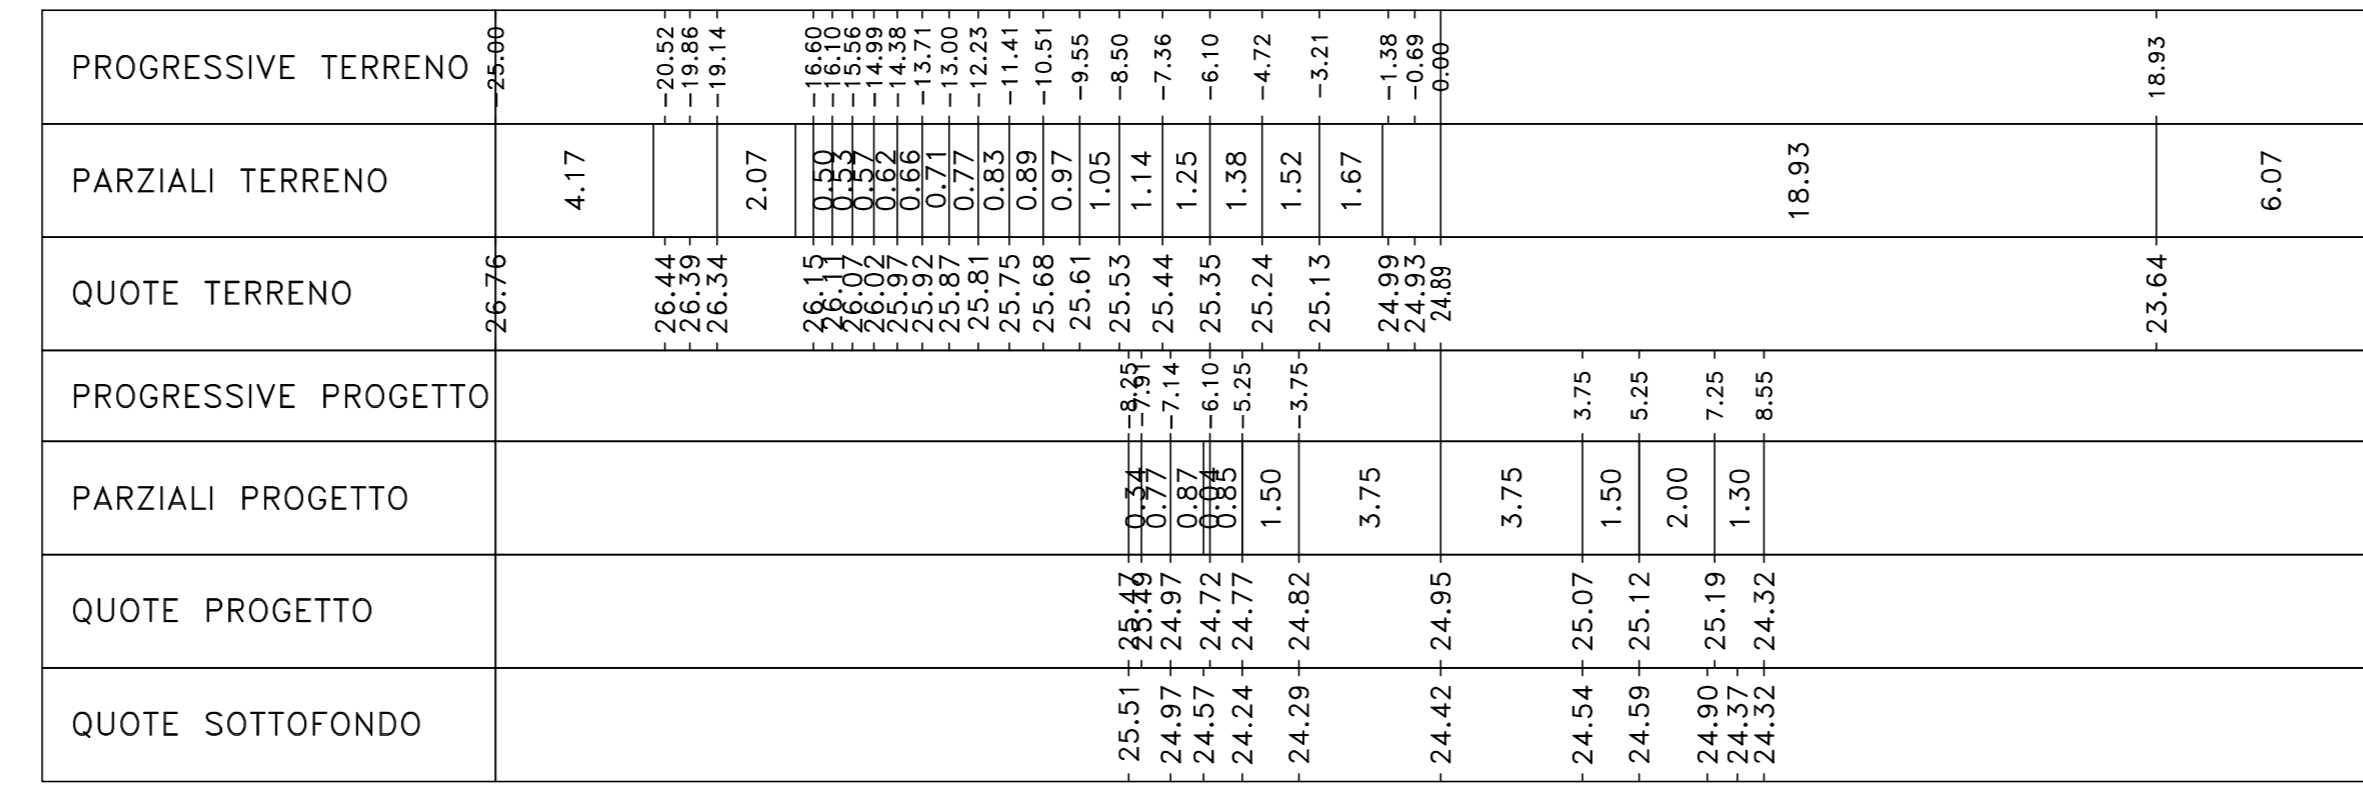 PROGRESSIVE TERRENO -25.00 -20.52 -19.86 -19.14 -16.60 -16.10 -15.56 -14.99 -14.38 -13.71 -13.00 -12.23 -11.41 -10.51 -9.55 -8.50 -7.36 -6.10 -4.72 -3.21 -1.38 -0.69 0.00 18.93
PARZIALI TERRENO 4.17 2.07 0.50 0.53 0.57 0.62 0.66 0.71 0.77 0.83 0.89 0.97 1.05 1.14 1.25 1.38 1.52 1.67 18.93 6.07
QUOTE TERRENO 26.76 26.44 26.39 26.34 26.15 26.11 26.07 26.02 25.97 25.92 25.87 25.81 25.75 25.68 25.61 25.53 25.44 25.35 25.24 25.13 24.99 24.93 24.89 23.64
PROGRESSIVE PROGETTO -8.25 -7.91 -7.14 -6.10 -5.25 -3.75 3.75 5.25 7.25 8.55
PARZIALI PROGETTO 0.34 0.77 0.87 0.04 0.85 1.50 3.75 3.75 1.50 2.00 1.30
QUOTE PROGETTO 25.47 25.49 24.97 24.72 24.77 24.82 24.95 25.07 25.12 25.19 24.32
QUOTE SOTTOFONDO 25.51 24.97 24.57 24.24 24.29 24.42 24.54 24.59 24.90 24.37 24.32